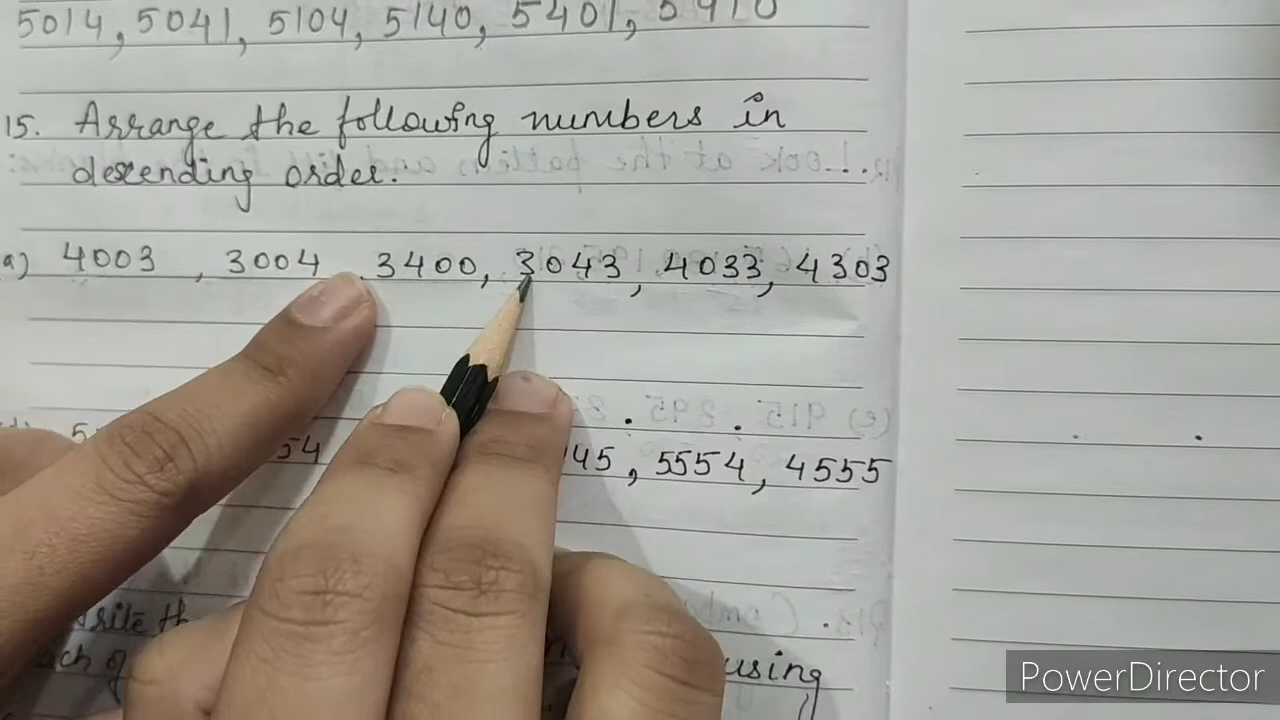 5014, 5041, 5104, 5140, 5401, 5410
15. Arrange the following numbers in
descending order.
a) 4003, 3004, 3400, 3043, 4033, 4303
5554, 4555
using
PowerDirector